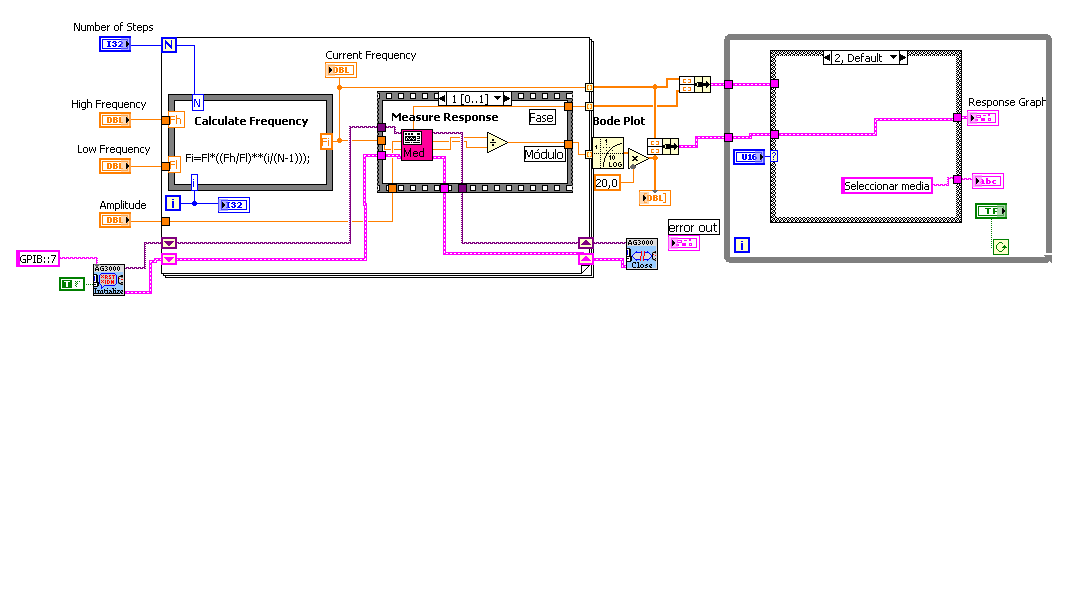 Number of Steps
I32
N
Current Frequency
DBL
2, Default
High Frequency
DBL
N
Fh
Calculate Frequency
Fi
1 [0..1]
Measure Response
Fase
Med
Módulo
Bode Plot
Response Graph
Low Frequency
DBL
Fl
Fi=Fl*((Fh/Fl)**(i/(N-1)));
i
U16
?
20,0
DBL
Seleccionar media
abc
Amplitude
DBL
i
I32
TF
error out
i
GPIB::7
AG3000
Initialize
T
AG3000
Close